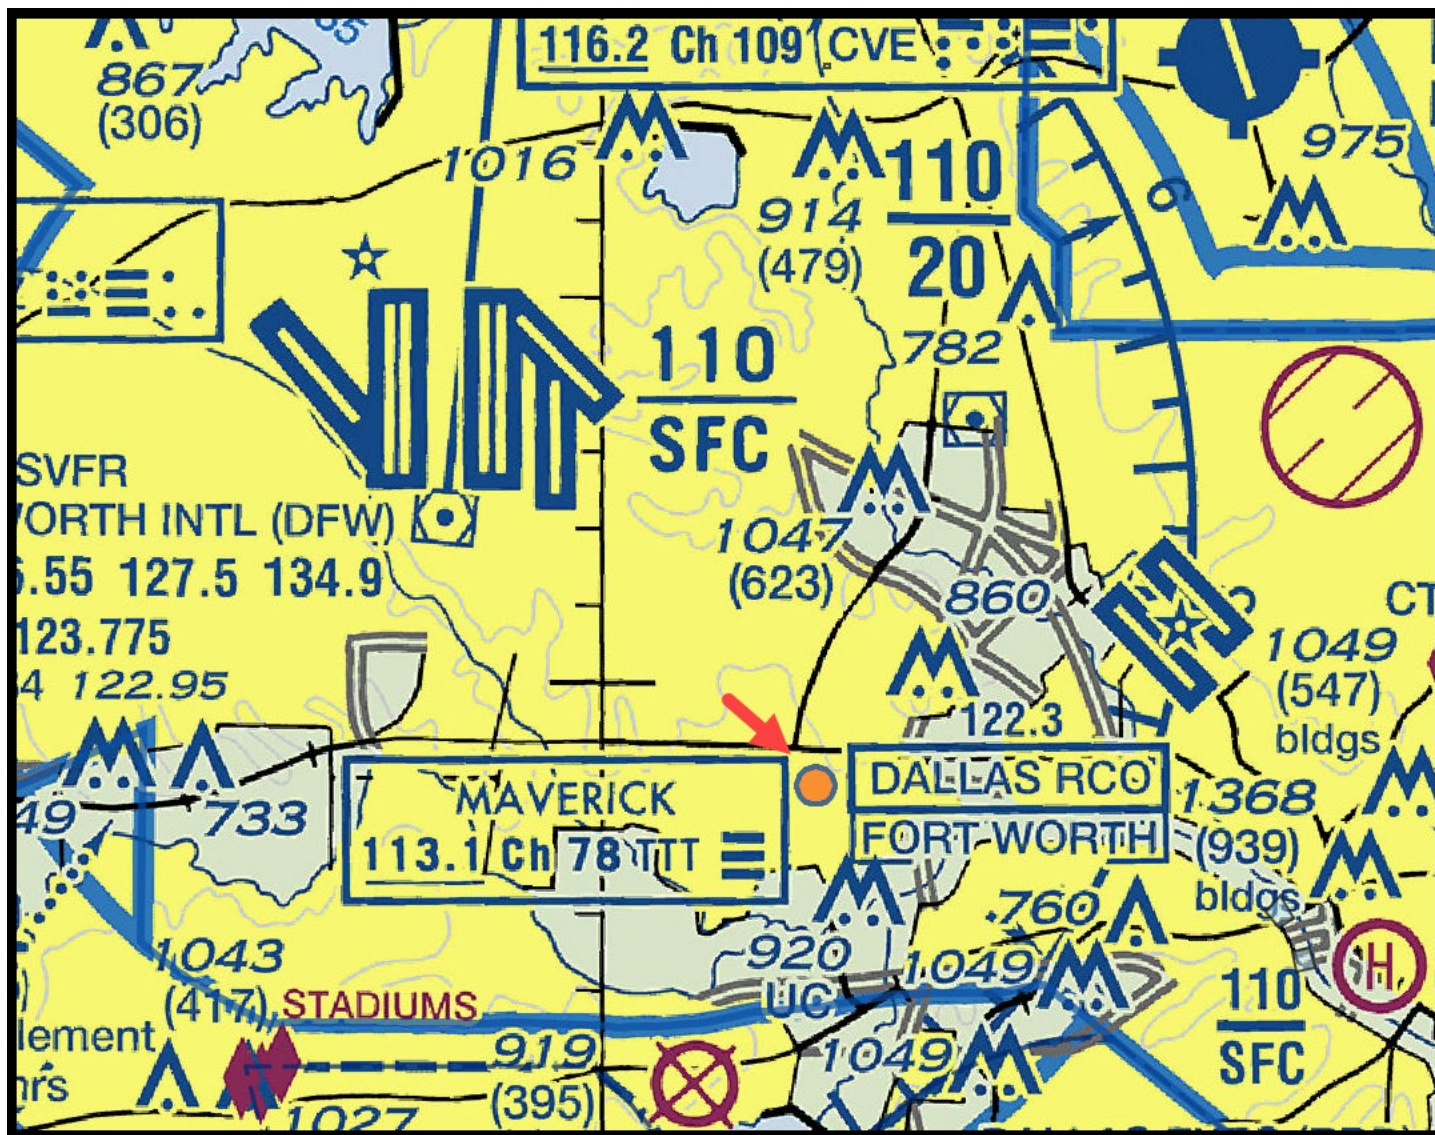 116.2 Ch 109 CVE
867
(306)
1016
975
914
(479)
110
20
6
782
110
SFC
SVFR
ORTH INTL (DFW)
.55 127.5 134.9
123.775
4 122.95
1047
(623)
860
CT
1049
(547)
bldgs
122.3
DALLAS RCO
FORT WORTH
MAVERICK
113.1 Ch 78 TTT
49
733
1368
(939)
bldgs
760
1043
(417)
STADIUMS
920
UC
1049
H
110
SFC
lement
hrs
919
(395)
1049
1027